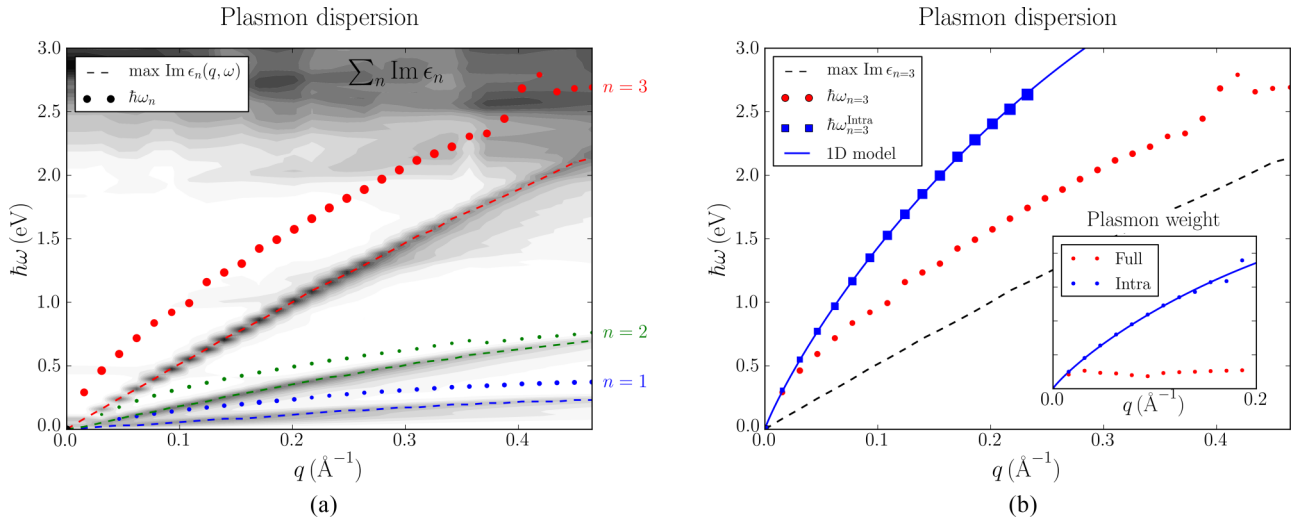 Plasmon dispersion
3.0
2.5
2.0
1.5
1.0
0.5
0.0
ħω (eV)
max Im ϵₙ(q, ω)
ħωₙ
∑ₙ Im ϵₙ
n = 3
n = 2
n = 1
0.0 0.1 0.2 0.3 0.4
q (Å⁻¹)
(a)
Plasmon dispersion
3.0
2.5
2.0
1.5
1.0
0.5
0.0
ħω (eV)
max Im ϵₙ₌₃
ħωₙ₌₃
ħωₙ₌₃ᴵⁿᵗʳᵃ
1D model
Plasmon weight
Full
Intra
0.0 0.2
q (Å⁻¹)
0.0 0.1 0.2 0.3 0.4
q (Å⁻¹)
(b)